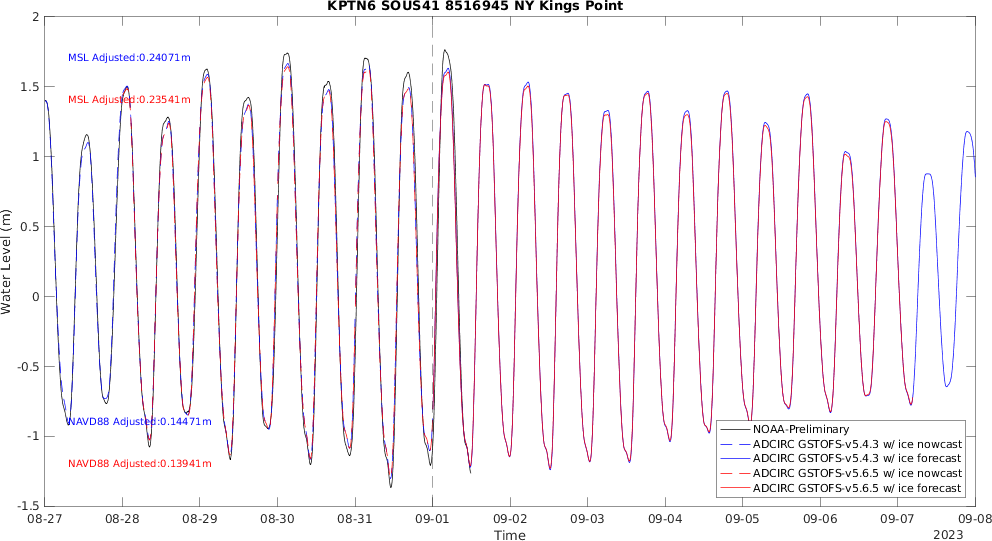 KPTN6 SOUS41 8516945 NY Kings Point
2
1.5
1
0.5
0
-0.5
-1
-1.5
Water Level (m)
MSL Adjusted:0.24071m
MSL Adjusted:0.23541m
NAVD88 Adjusted:0.14471m
NAVD88 Adjusted:0.13941m
NOAA-Preliminary
ADCIRC GSTOFS-v5.4.3 w/ ice nowcast
ADCIRC GSTOFS-v5.4.3 w/ ice forecast
ADCIRC GSTOFS-v5.6.5 w/ ice nowcast
ADCIRC GSTOFS-v5.6.5 w/ ice forecast
08-27 08-28 08-29 08-30 08-31 09-01 09-02 09-03 09-04 09-05 09-06 09-07 09-08
Time
2023